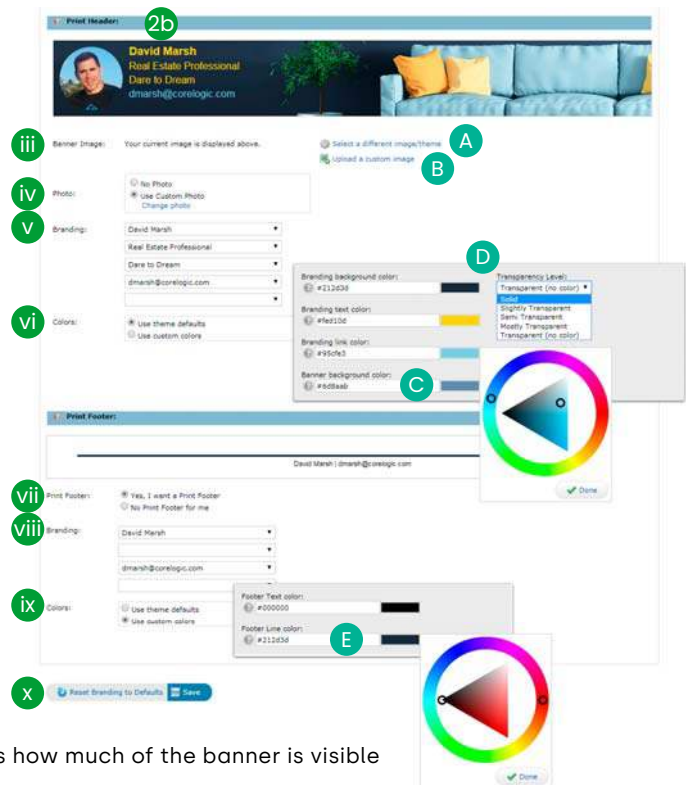 Print Header:
2b
David Marsh
Real Estate Professional
Dare to Dream
dmarsh@corelogic.com
iii
Banner Image:
Your current image is displayed above.
Select a different image/theme
A
Upload a custom image
B
iv
Photo:
No Photo
Use Custom Photo
Change photo
v
Branding:
David Marsh
Real Estate Professional
Dare to Dream
dmarsh@corelogic.com
D
Branding background color:
#212d3d
Transparency Level:
Transparent (no color)
Solid
Slightly Transparent
Semi Transparent
Mostly Transparent
Transparent (no color)
Branding text color:
#fed10d
Branding link color:
#95cfe3
Banner background color:
#6d8aab
C
vi
Colors:
Use theme defaults
Use custom colors
Done
Print Footer:
David Marsh | dmarsh@corelogic.com
vii
Print Footer:
Yes, I want a Print Footer
No Print Footer for me
viii
Branding:
David Marsh
dmarsh@corelogic.com
ix
Colors:
Use theme defaults
Use custom colors
Footer Text color:
#000000
Footer Line color:
#212d3d
E
x
Reset Branding to Defaults
Save
s how much of the banner is visible
Done